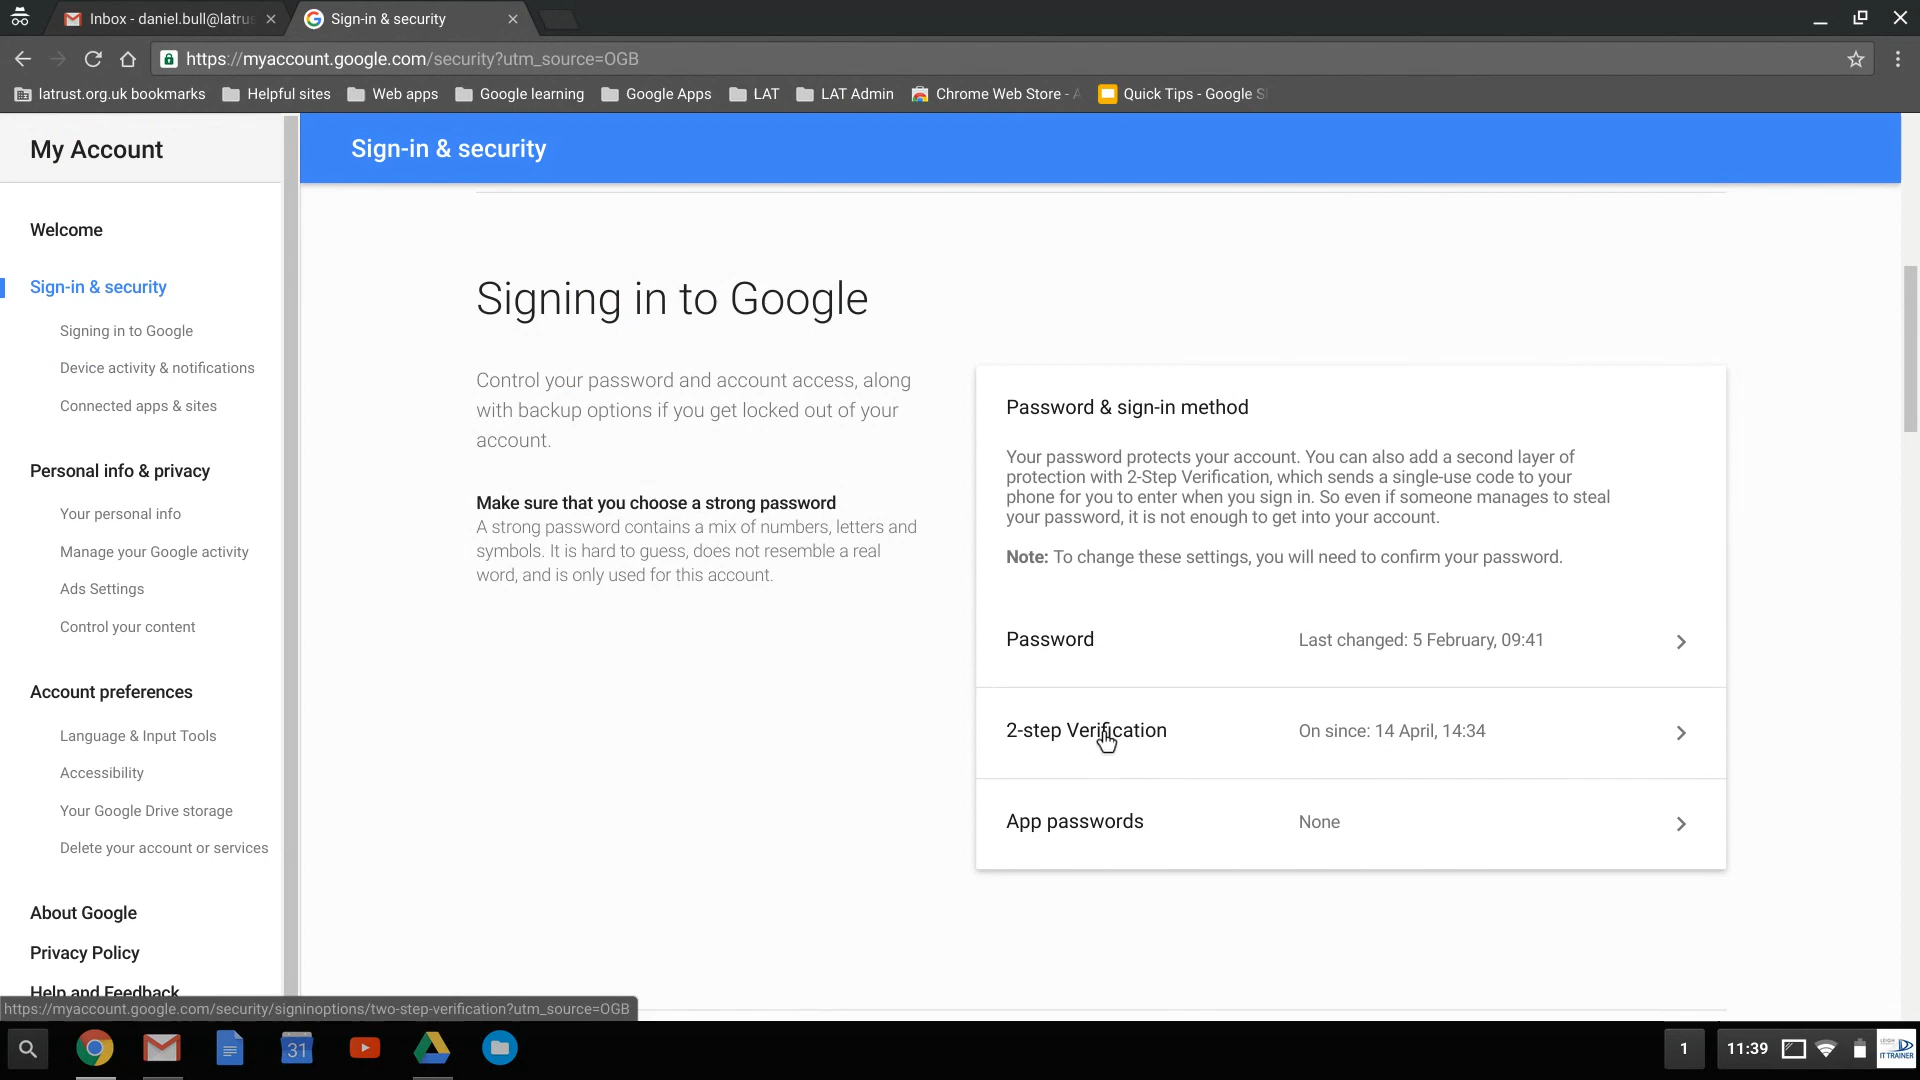 Inbox - daniel.bull@latrus
Sign-in & security
https://myaccount.google.com/security?utm_source=OGB
latrust.org.uk bookmarks
Helpful sites
Web apps
Google learning
Google Apps
LAT
LAT Admin
Chrome Web Store - A
Quick Tips - Google S
My Account
Sign-in & security
Welcome
Sign-in & security
Signing in to Google
Device activity & notifications
Connected apps & sites
Personal info & privacy
Your personal info
Manage your Google activity
Ads Settings
Control your content
Account preferences
Language & Input Tools
Accessibility
Your Google Drive storage
Delete your account or services
About Google
Privacy Policy
Help and Feedback
Signing in to Google
Control your password and account access, along
with backup options if you get locked out of your
account.
Make sure that you choose a strong password
A strong password contains a mix of numbers, letters and
symbols. It is hard to guess, does not resemble a real
word, and is only used for this account.
Password & sign-in method
Your password protects your account. You can also add a second layer of
protection with 2-Step Verification, which sends a single-use code to your
phone for you to enter when you sign in. So even if someone manages to steal
your password, it is not enough to get into your account.
Note: To change these settings, you will need to confirm your password.
Password Last changed: 5 February, 09:41
2-step Verification On since: 14 April, 14:34
App passwords None
https://myaccount.google.com/security/signinoptions/two-step-verification?utm_source=OGB
31
1
11:39
IT TRAINER